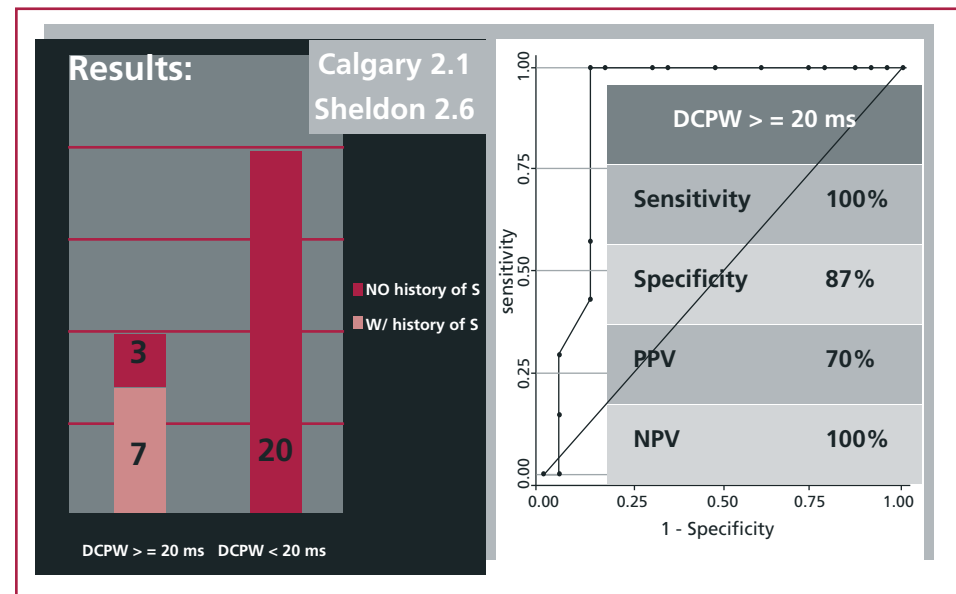 Results:
Calgary 2.1
Sheldon 2.6
3
7
20
NO history of S
W/ history of S
DCPW > = 20 ms DCPW < 20 ms
sensitivity
1.00
0.75
0.50
0.25
0.00
DCPW > = 20 ms
Sensitivity 100%
Specificity 87%
PPV 70%
NPV 100%
0.00 0.25 0.50 0.75 1.00
1 - Specificity